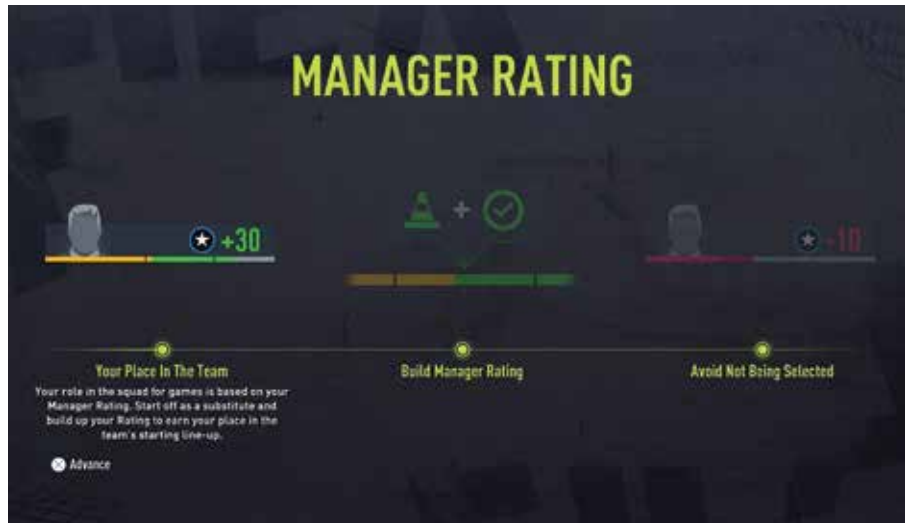 MANAGER RATING
+30
+
-10
Your Place In The Team
Build Manager Rating
Avoid Not Being Selected
Your role in the squad for games is based on your
Manager Rating. Start off as a substitute and
build up your Rating to earn your place in the
team's starting line-up.
Advance